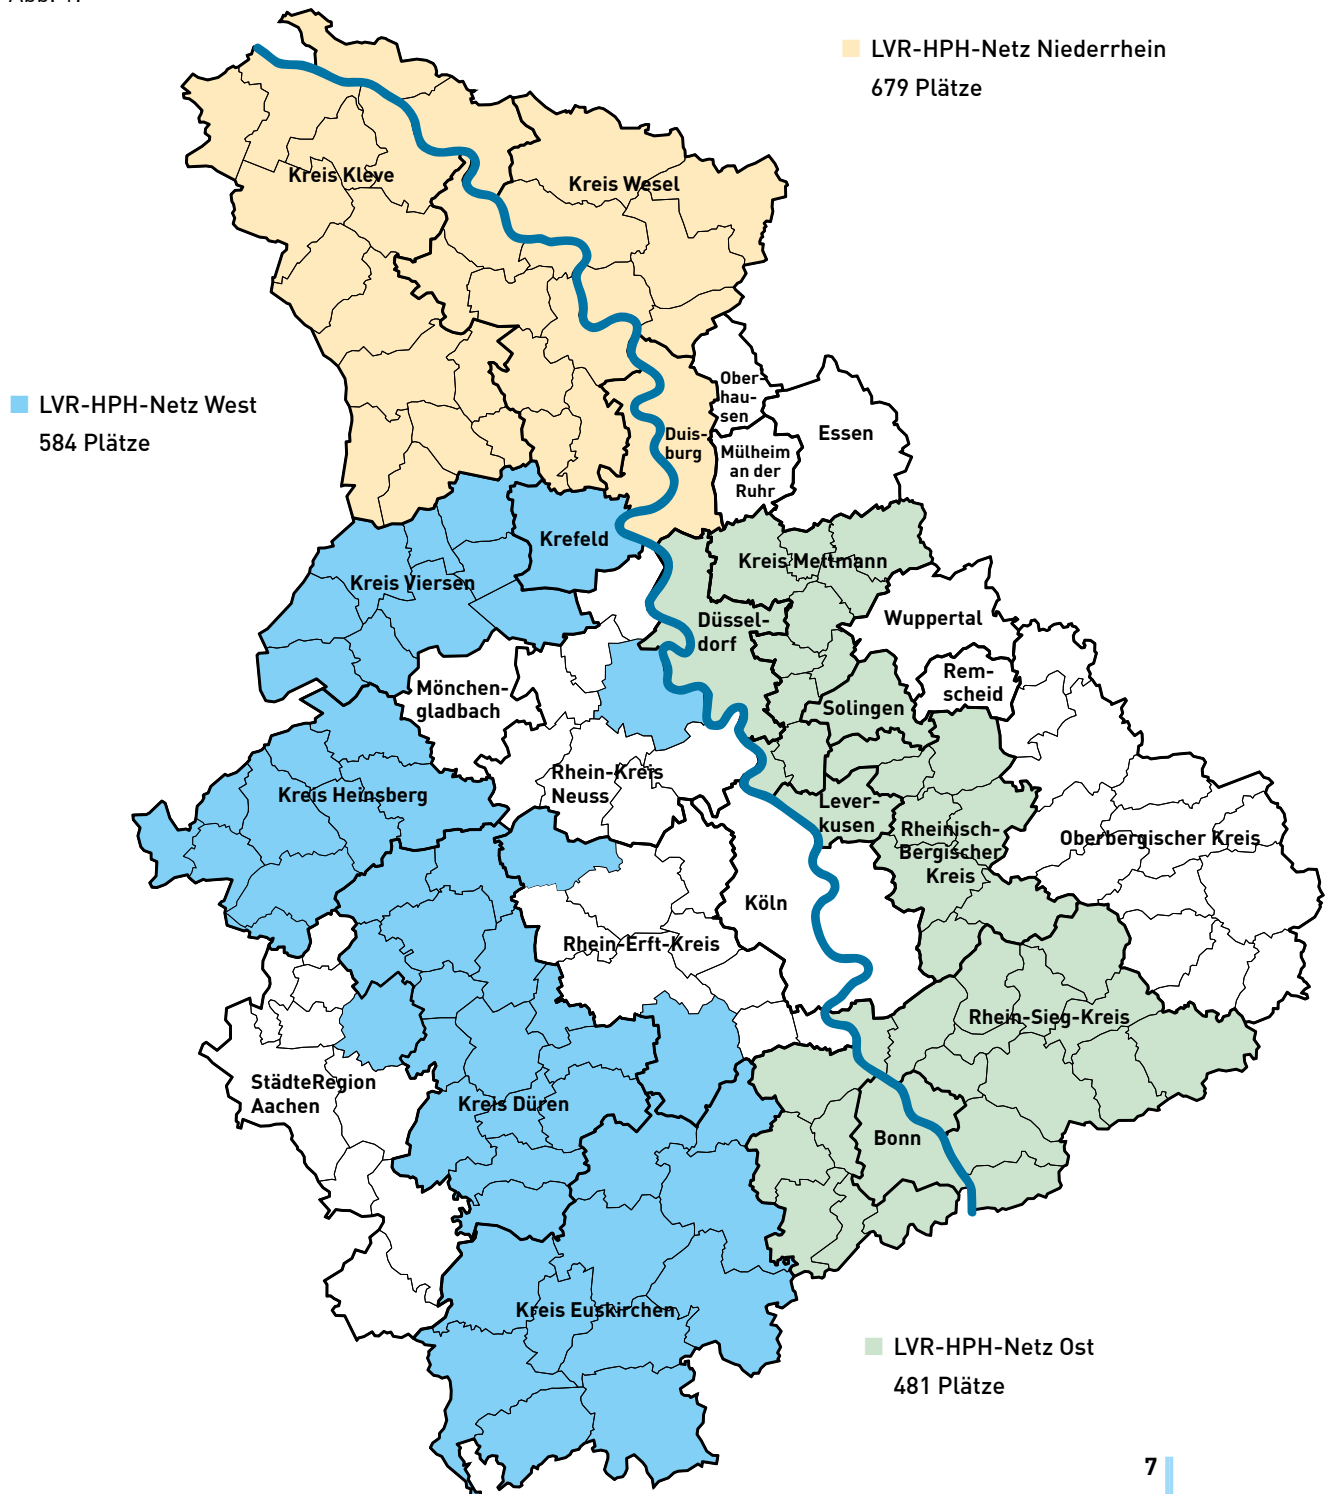 LVR-HPH-Netz Niederrhein
679 Plätze
Kreis Kleve
Kreis Wesel
LVR-HPH-Netz West
584 Plätze
Ober-
hau-
sen
Essen
Duis-
burg
Mülheim
an der
Ruhr
Krefeld
Kreis Viersen
Kreis Mettmann
Düssel-
dorf
Wuppertal
Rem-
scheid
Mönchen-
gladbach
Solingen
Rhein-Kreis
Neuss
Kreis Heinsberg
Lever-
kusen
Rheinisch-
Bergischer
Kreis
Oberbergischer Kreis
Köln
Rhein-Erft-Kreis
Rhein-Sieg-Kreis
StädteRegion
Aachen
Kreis Düren
Bonn
Kreis Euskirchen
LVR-HPH-Netz Ost
481 Plätze
7